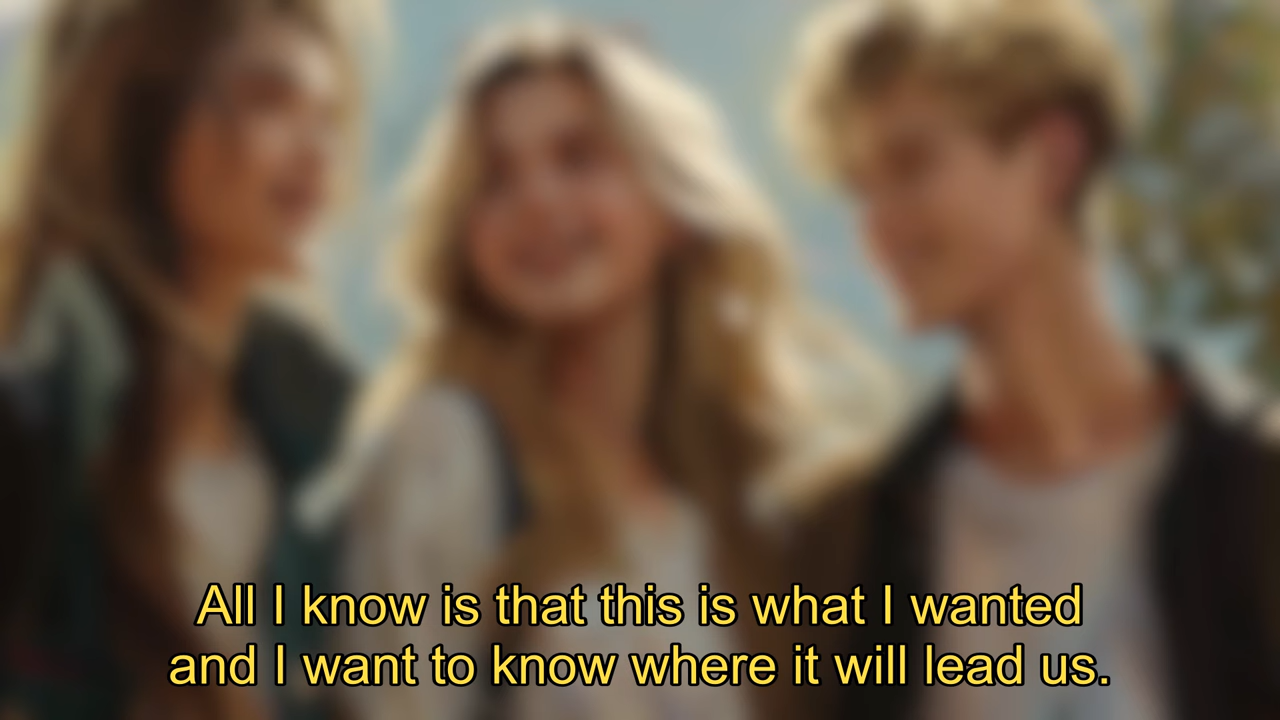 All I know is that this is what I wanted
and I want to know where it will lead us.